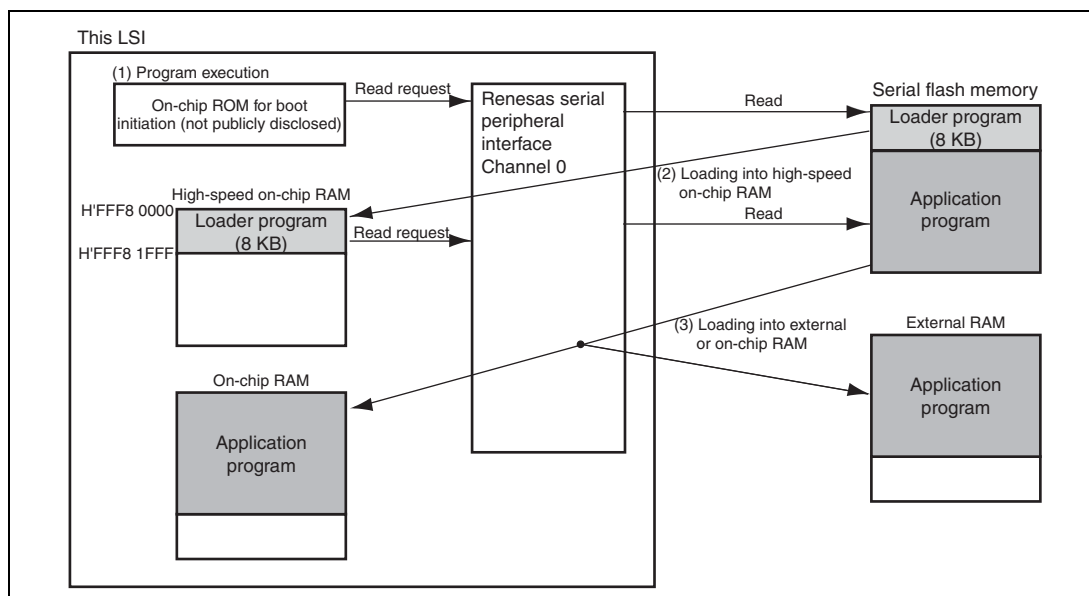 This LSI
(1) Program execution
On-chip ROM for boot
initiation (not publicly disclosed)
Read request
Renesas serial
peripheral
interface
Channel 0
Read
Serial flash memory
Loader program
(8 KB)
Application
program
(2) Loading into high-speed
on-chip RAM
Read
High-speed on-chip RAM
H'FFF8 0000
Loader program
(8 KB)
H'FFF8 1FFF
Read request
(3) Loading into external
or on-chip RAM
External RAM
Application
program
On-chip RAM
Application
program